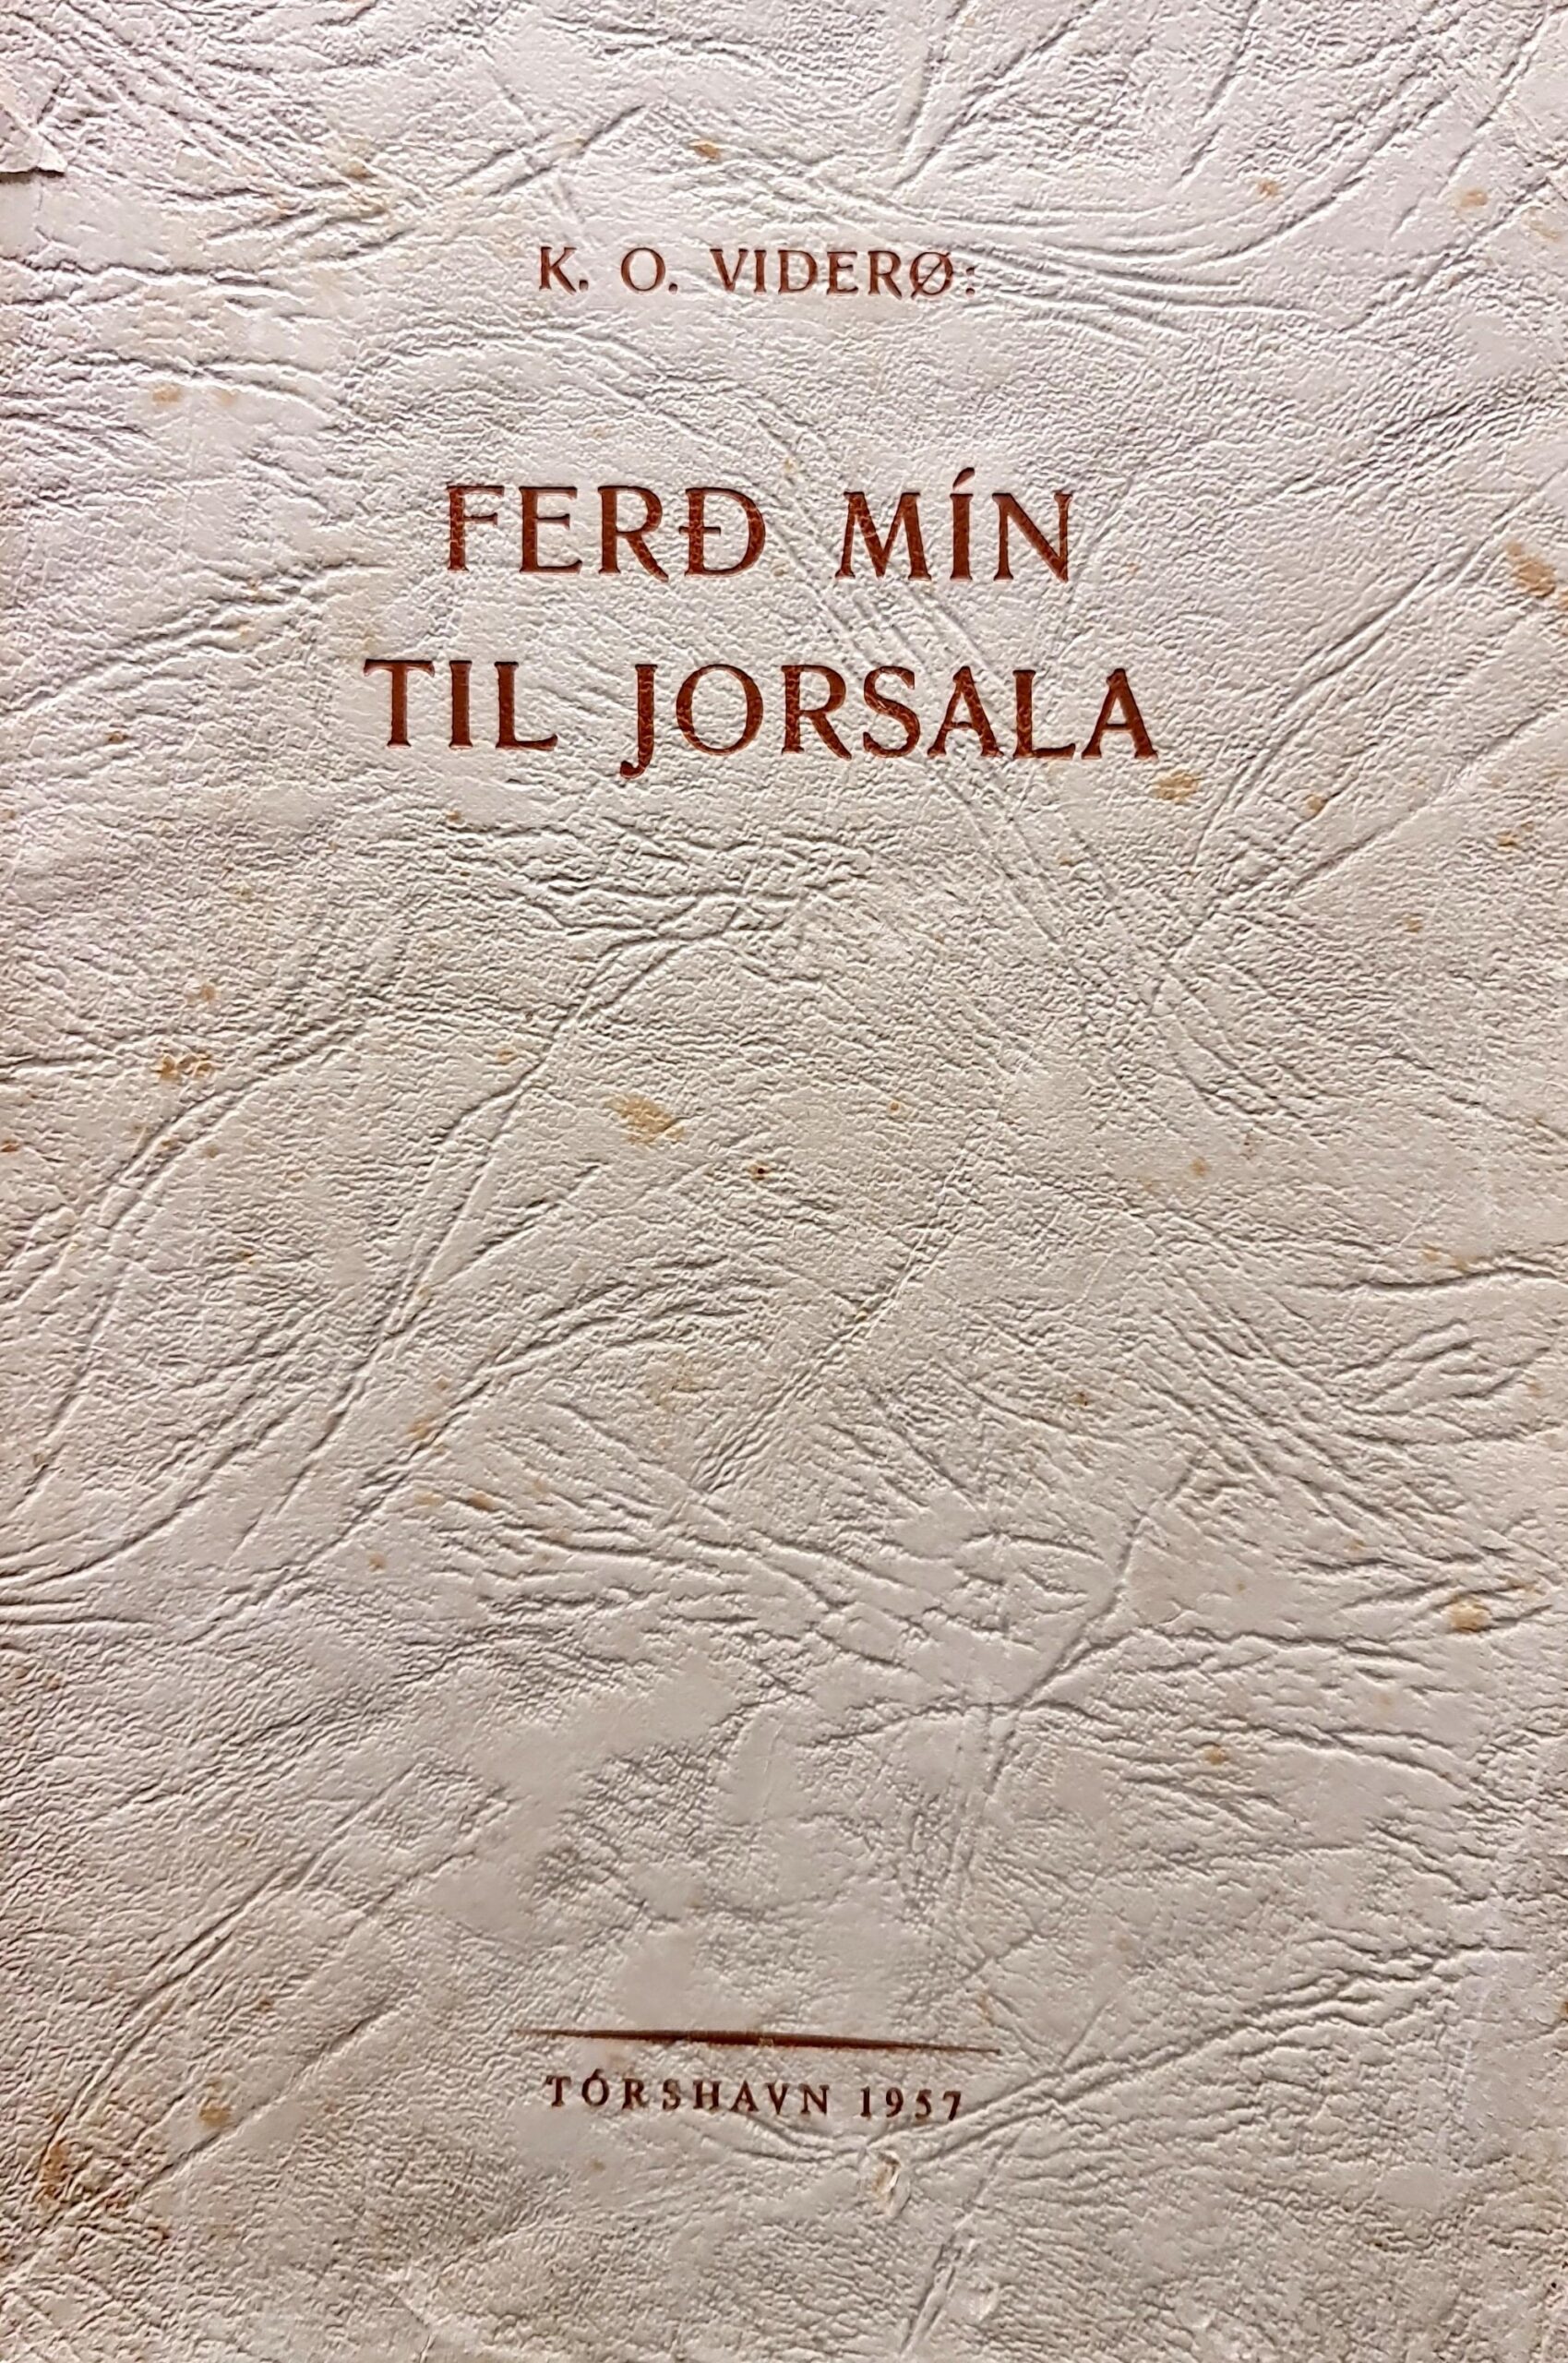 K. O. VIDERØ:
FERÐ MÍN
TIL JORSALA
TÓRSHAVN 1957